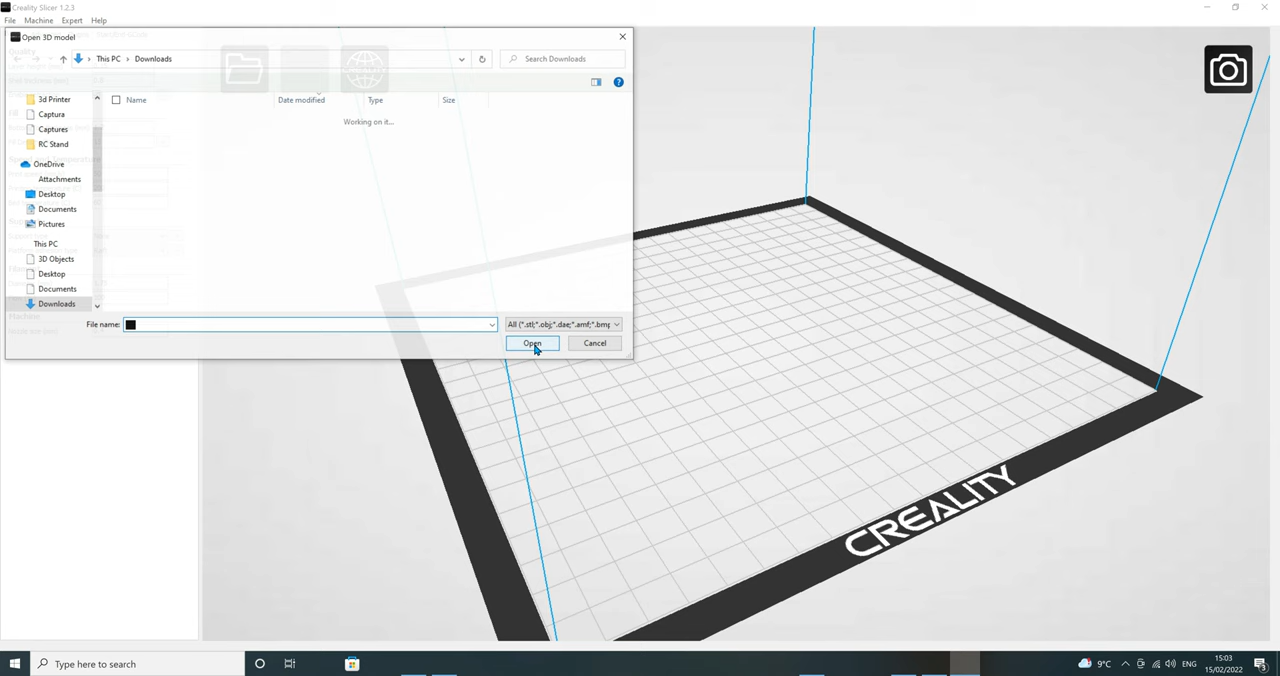 Creality Slicer 1.2.3
File Machine Expert Help
Open 3D model
This PC > Downloads
Search Downloads
Name Date modified Type Size
Working on it...
3d Printer
Captura
Captures
RC Stand
OneDrive
Attachments
Desktop
Documents
Pictures
This PC
3D Objects
Desktop
Documents
Downloads
File name:
All (*.stl;*.obj;*.dae;*.amf;*.bmp
Open Cancel
CREALITY
CREALITY
Type here to search
9°C
ENG
15:03
15/02/2022
3